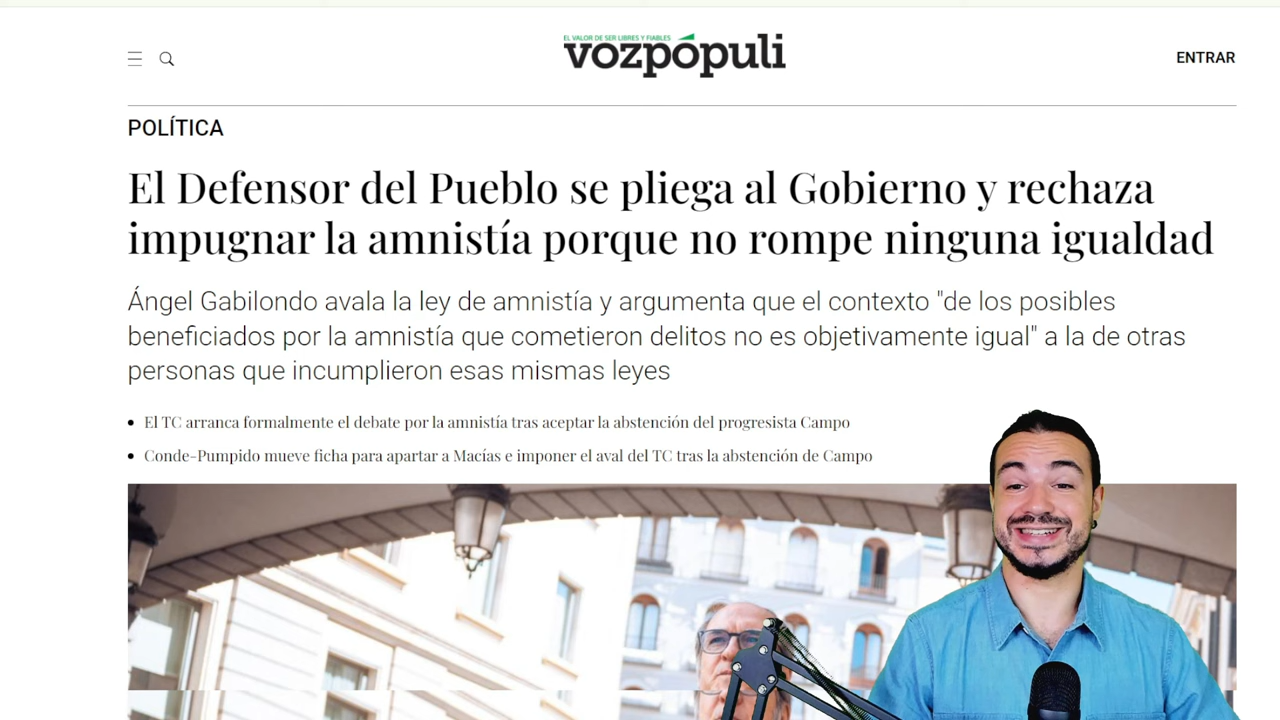 EL VALOR DE SER LIBRES Y FIABLES
vozpópuli
ENTRAR
POLÍTICA
El Defensor del Pueblo se pliega al Gobierno y rechaza
impugnar la amnistía porque no rompe ninguna igualdad
Ángel Gabilondo avala la ley de amnistía y argumenta que el contexto "de los posibles
beneficiados por la amnistía que cometieron delitos no es objetivamente igual" a la de otras
personas que incumplieron esas mismas leyes
El TC arranca formalmente el debate por la amnistía tras aceptar la abstención del progresista Campo
Conde-Pumpido mueve ficha para apartar a Macías e imponer el aval del TC tras la abstención de Campo